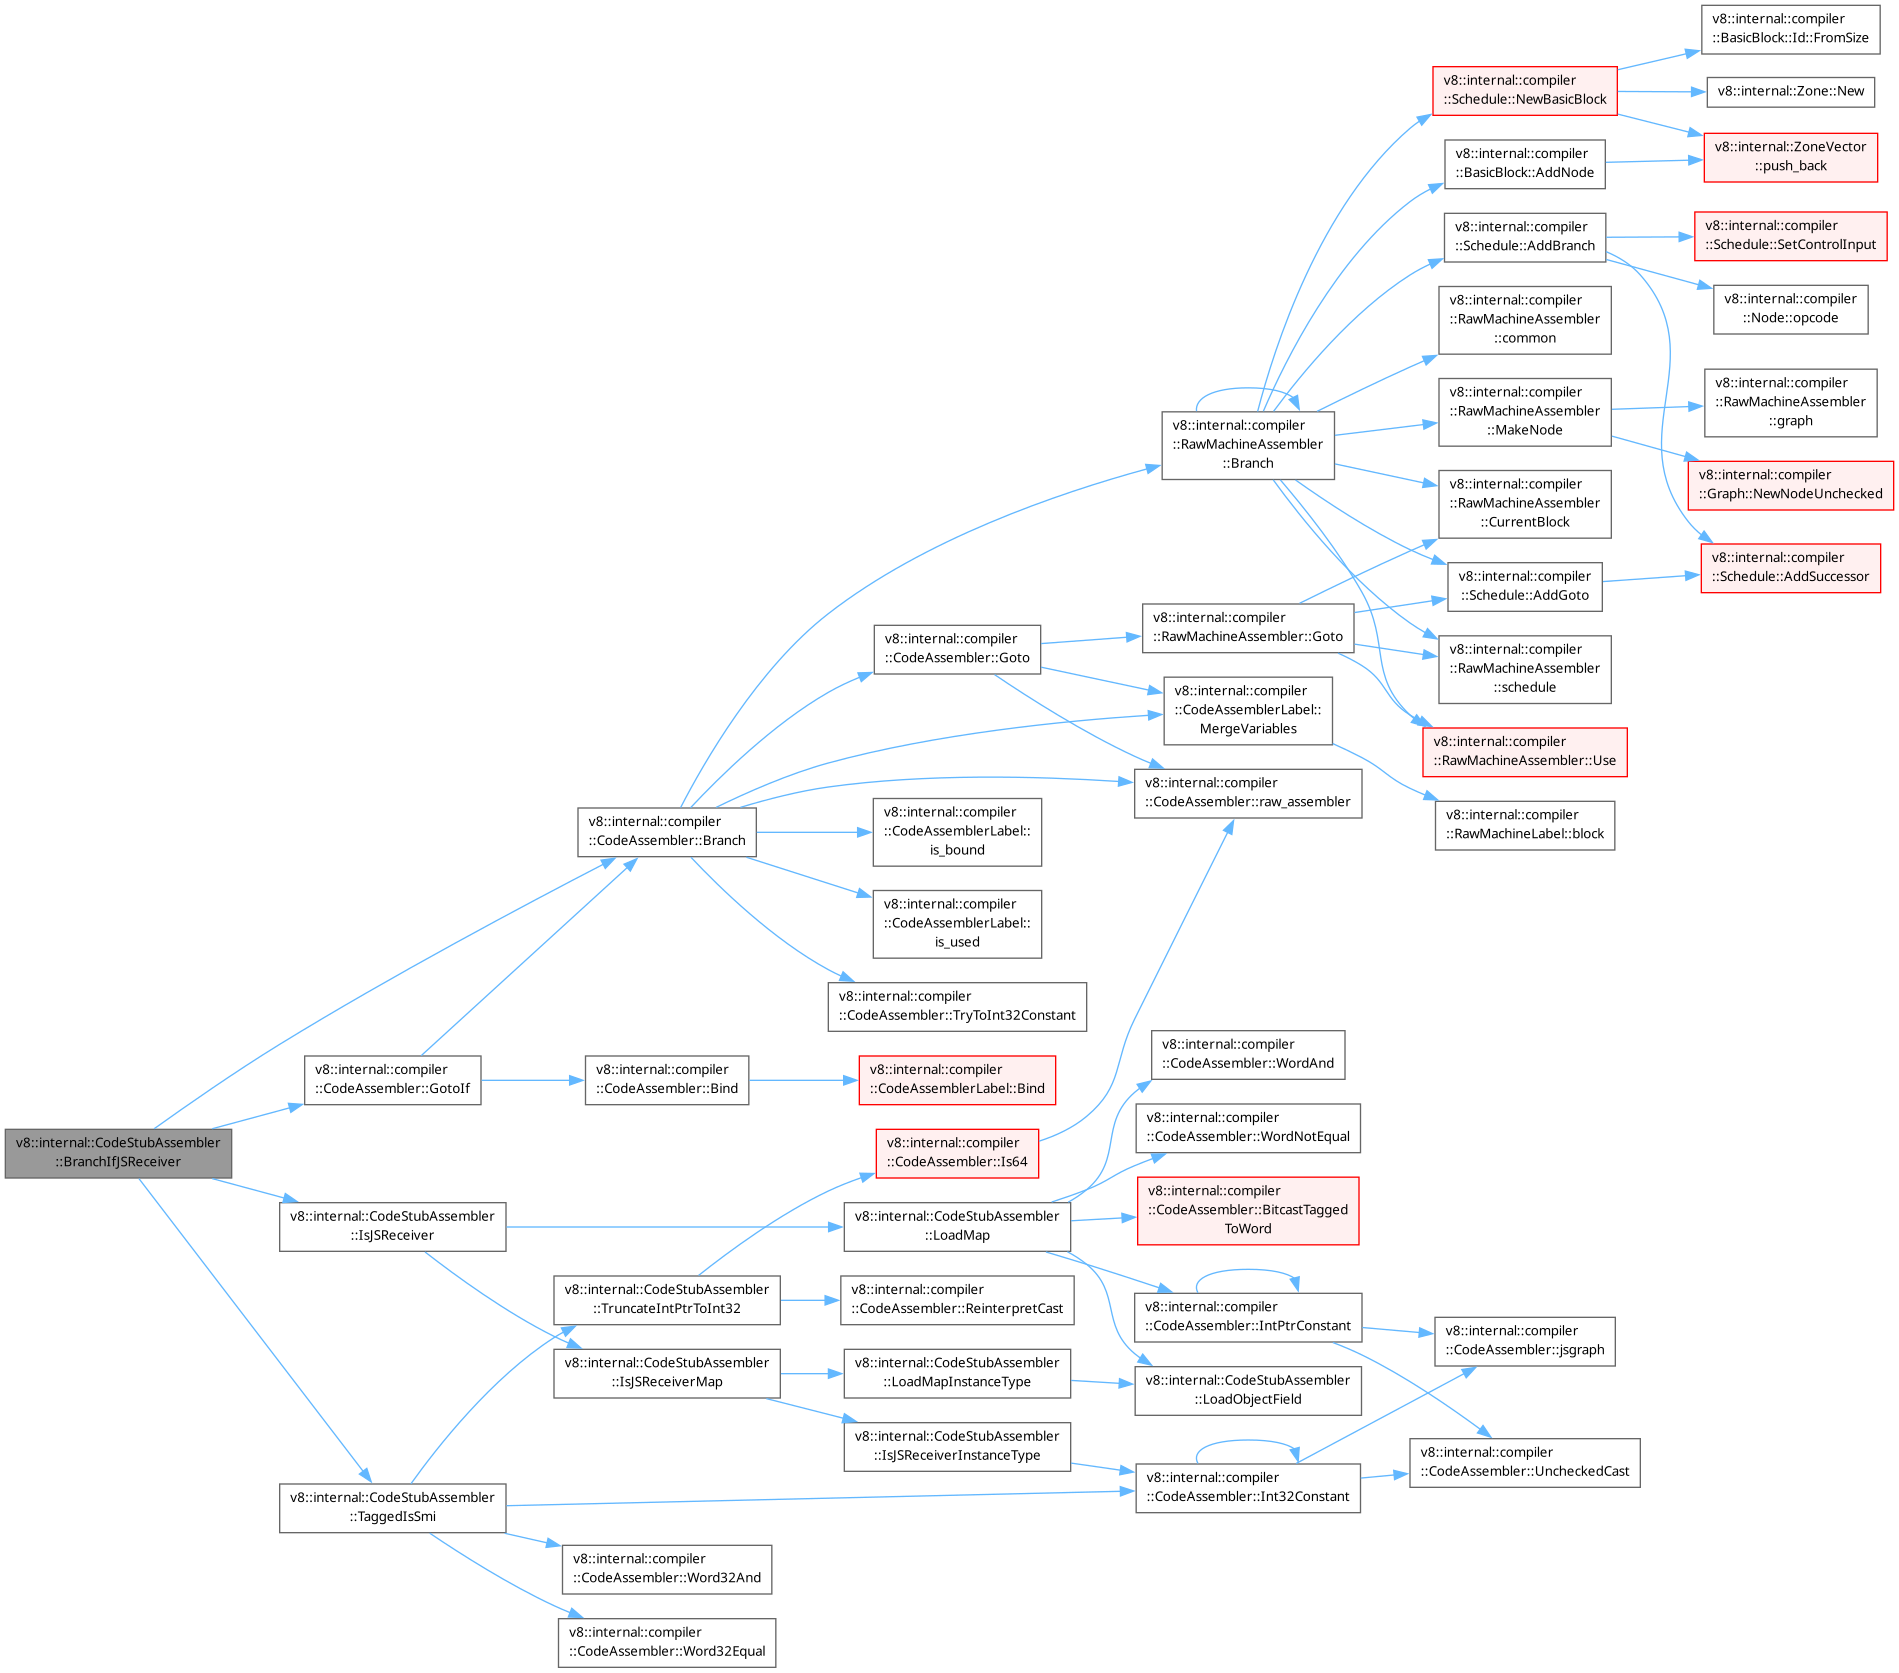 v8::internal::CodeStubAssembler
::BranchIfJSReceiver
v8::internal::compiler
::CodeAssembler::GotoIf
v8::internal::CodeStubAssembler
::IsJSReceiver
v8::internal::CodeStubAssembler
::TaggedIsSmi
v8::internal::compiler
::CodeAssembler::Branch
v8::internal::compiler
::CodeAssembler::Bind
v8::internal::CodeStubAssembler
::TruncateIntPtrToInt32
v8::internal::CodeStubAssembler
::IsJSReceiverMap
v8::internal::compiler
::CodeAssembler::Word32And
v8::internal::compiler
::CodeAssembler::Word32Equal
v8::internal::compiler
::CodeAssembler::Goto
v8::internal::compiler
::CodeAssemblerLabel::
is_bound
v8::internal::compiler
::CodeAssemblerLabel::
is_used
v8::internal::compiler
::CodeAssembler::TryToInt32Constant
v8::internal::compiler
::CodeAssemblerLabel::Bind
v8::internal::compiler
::CodeAssembler::Is64
v8::internal::CodeStubAssembler
::LoadMap
v8::internal::compiler
::CodeAssembler::ReinterpretCast
v8::internal::CodeStubAssembler
::LoadMapInstanceType
v8::internal::CodeStubAssembler
::IsJSReceiverInstanceType
v8::internal::compiler
::RawMachineAssembler
::Branch
v8::internal::compiler
::RawMachineAssembler::Goto
v8::internal::compiler
::CodeAssemblerLabel::
MergeVariables
v8::internal::compiler
::CodeAssembler::raw_assembler
v8::internal::compiler
::CodeAssembler::WordAnd
v8::internal::compiler
::CodeAssembler::WordNotEqual
v8::internal::compiler
::CodeAssembler::BitcastTagged
ToWord
v8::internal::compiler
::CodeAssembler::IntPtrConstant
v8::internal::CodeStubAssembler
::LoadObjectField
v8::internal::compiler
::CodeAssembler::Int32Constant
v8::internal::compiler
::Schedule::NewBasicBlock
v8::internal::compiler
::BasicBlock::AddNode
v8::internal::compiler
::Schedule::AddBranch
v8::internal::compiler
::RawMachineAssembler
::common
v8::internal::compiler
::RawMachineAssembler
::MakeNode
v8::internal::compiler
::RawMachineAssembler
::CurrentBlock
v8::internal::compiler
::Schedule::AddGoto
v8::internal::compiler
::RawMachineAssembler
::schedule
v8::internal::compiler
::RawMachineAssembler::Use
v8::internal::compiler
::RawMachineLabel::block
v8::internal::compiler
::CodeAssembler::jsgraph
v8::internal::compiler
::CodeAssembler::UncheckedCast
v8::internal::compiler
::BasicBlock::Id::FromSize
v8::internal::Zone::New
v8::internal::ZoneVector
::push_back
v8::internal::compiler
::Schedule::SetControlInput
v8::internal::compiler
::Node::opcode
v8::internal::compiler
::RawMachineAssembler
::graph
v8::internal::compiler
::Graph::NewNodeUnchecked
v8::internal::compiler
::Schedule::AddSuccessor